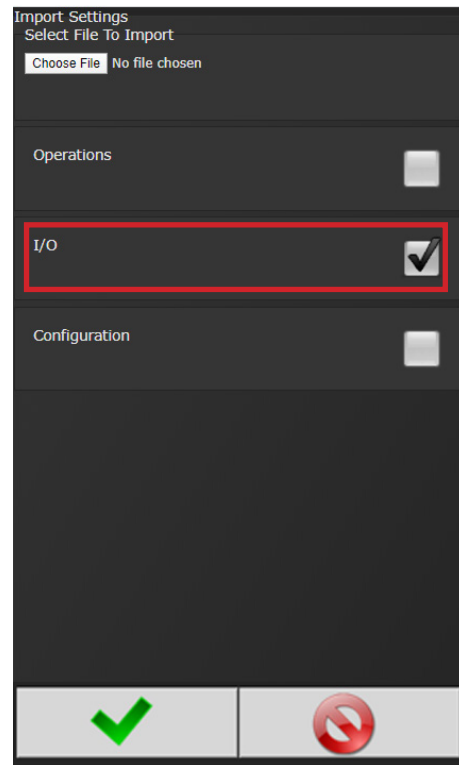 Import Settings
Select File To Import
Choose File No file chosen
Operations
I/O
Configuration